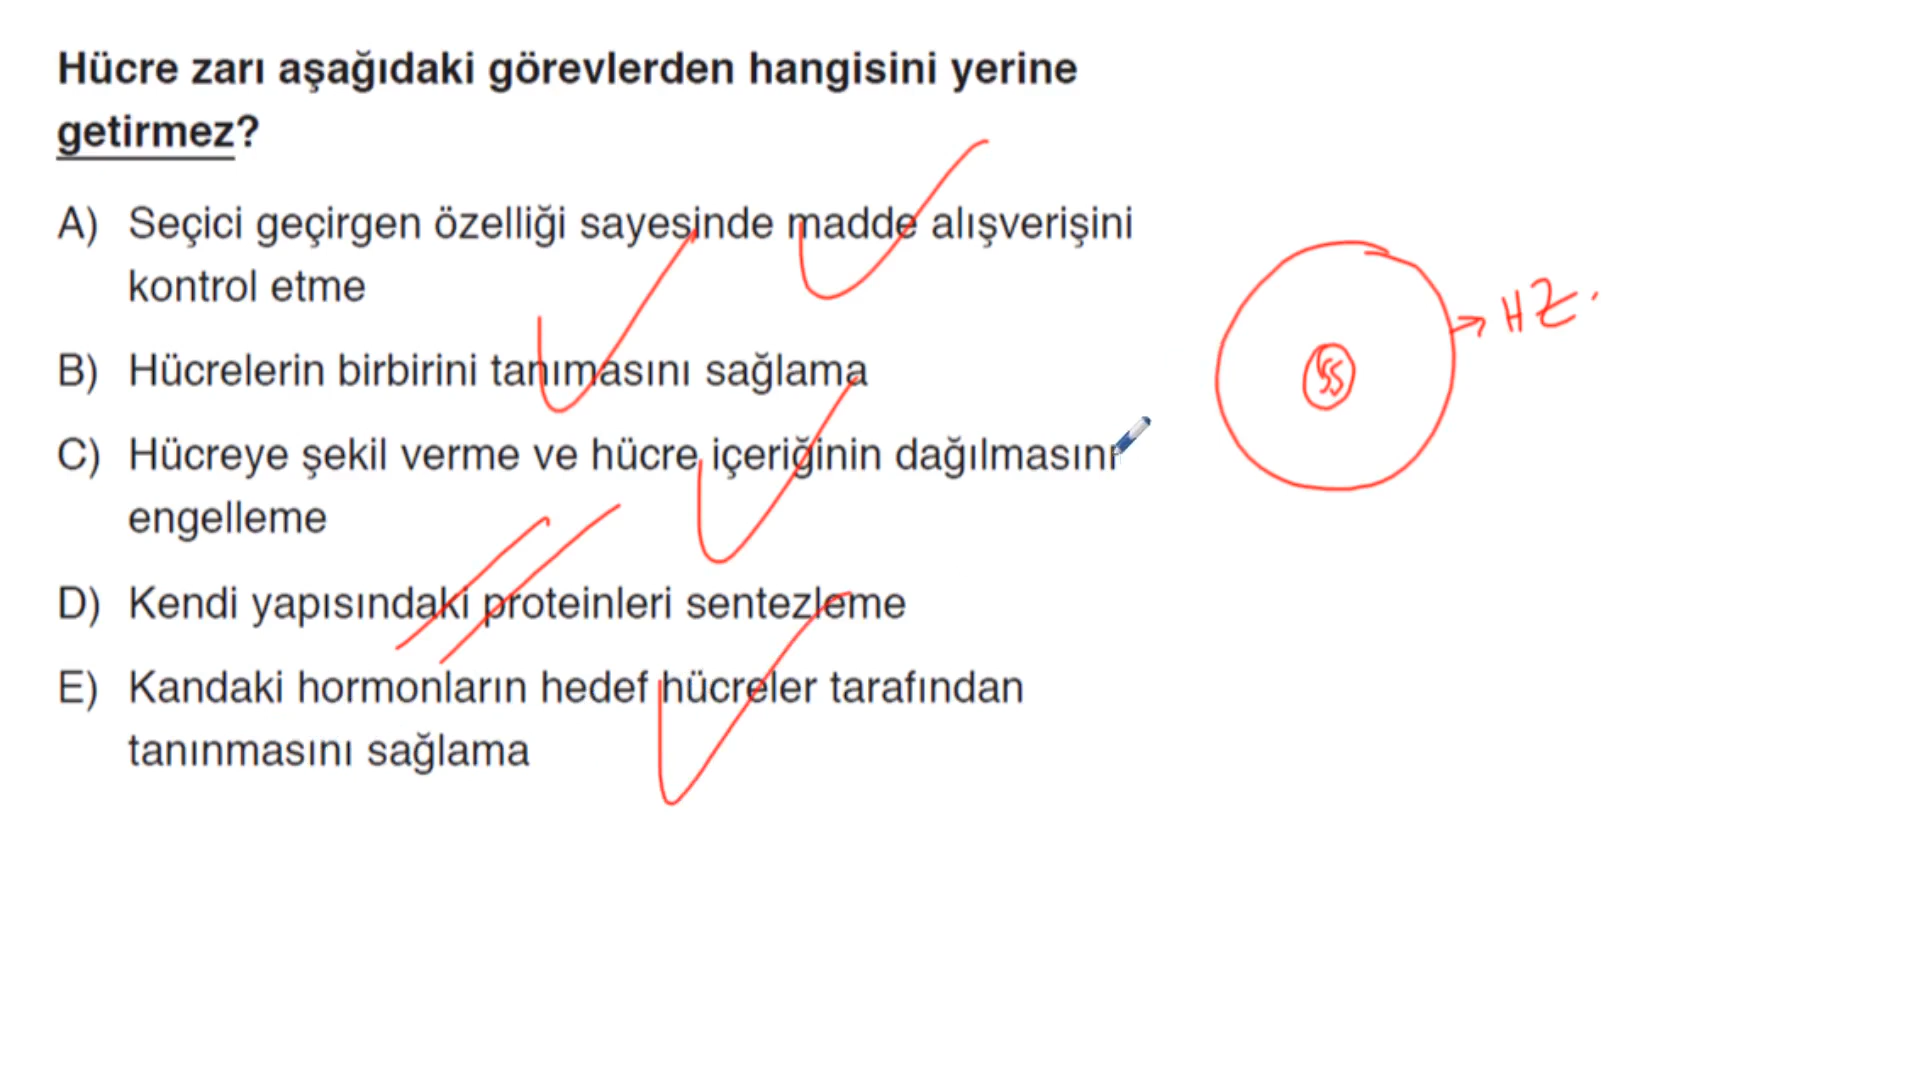 Hücre zarı aşağıdaki görevlerden hangisini yerine
getirmez?
A) Seçici geçirgen özelliği sayesinde madde alışverişini
kontrol etme
B) Hücrelerin birbirini tanımasını sağlama
C) Hücreye şekil verme ve hücre içeriğinin dağılmasını
engelleme
D) Kendi yapısındaki proteinleri sentezleme
E) Kandaki hormonların hedef hücreler tarafından
tanınmasını sağlama
HZ.